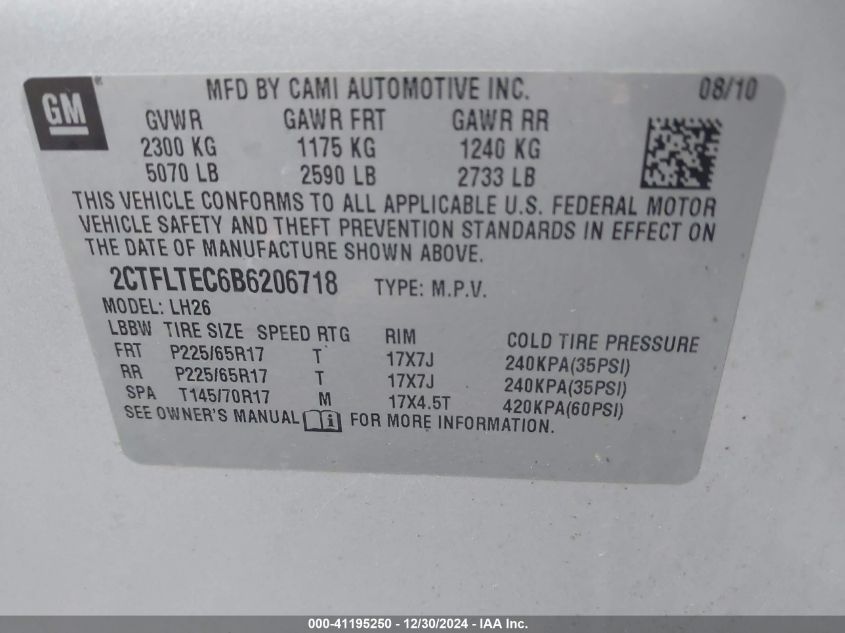 GM ®
MFD BY CAMI AUTOMOTIVE INC. 08/10
GVWR GAWR FRT GAWR RR
2300 KG 1175 KG 1240 KG
5070 LB 2590 LB 2733 LB
THIS VEHICLE CONFORMS TO ALL APPLICABLE U.S. FEDERAL MOTOR
VEHICLE SAFETY AND THEFT PREVENTION STANDARDS IN EFFECT ON
THE DATE OF MANUFACTURE SHOWN ABOVE.
2CTFLTEC6B6206718 TYPE: M.P.V.
MODEL: LH26
LBBW TIRE SIZE SPEED RTG RIM COLD TIRE PRESSURE
FRT P225/65R17 T 17X7J 240KPA(35PSI)
RR P225/65R17 T 17X7J 240KPA(35PSI)
SPA T145/70R17 M 17X4.5T 420KPA(60PSI)
SEE OWNER'S MANUAL FOR MORE INFORMATION.
000-41195250 - 12/30/2024 - IAA Inc.